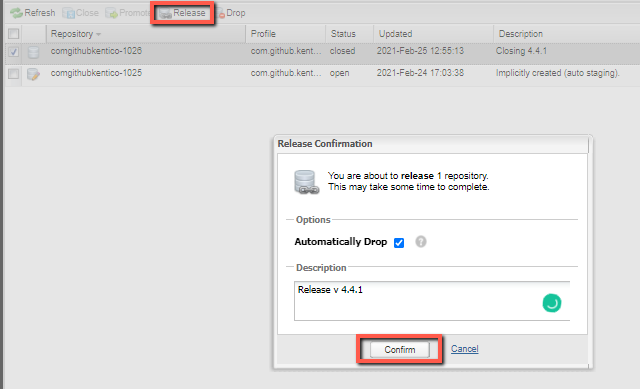 Refresh Close Promote Release Drop
Repository Profile Status Updated Description
comgithubkentico-1026 com.github.kent... closed 2021-Feb-25 12:55:13 Closing 4.4.1
comgithubkentico-1025 com.github.kent... open 2021-Feb-24 17:03:38 Implicitly created (auto staging).
Release Confirmation
You are about to release 1 repository.
This may take some time to complete.
Options
Automatically Drop ?
Description
Release v 4.4.1
Confirm Cancel